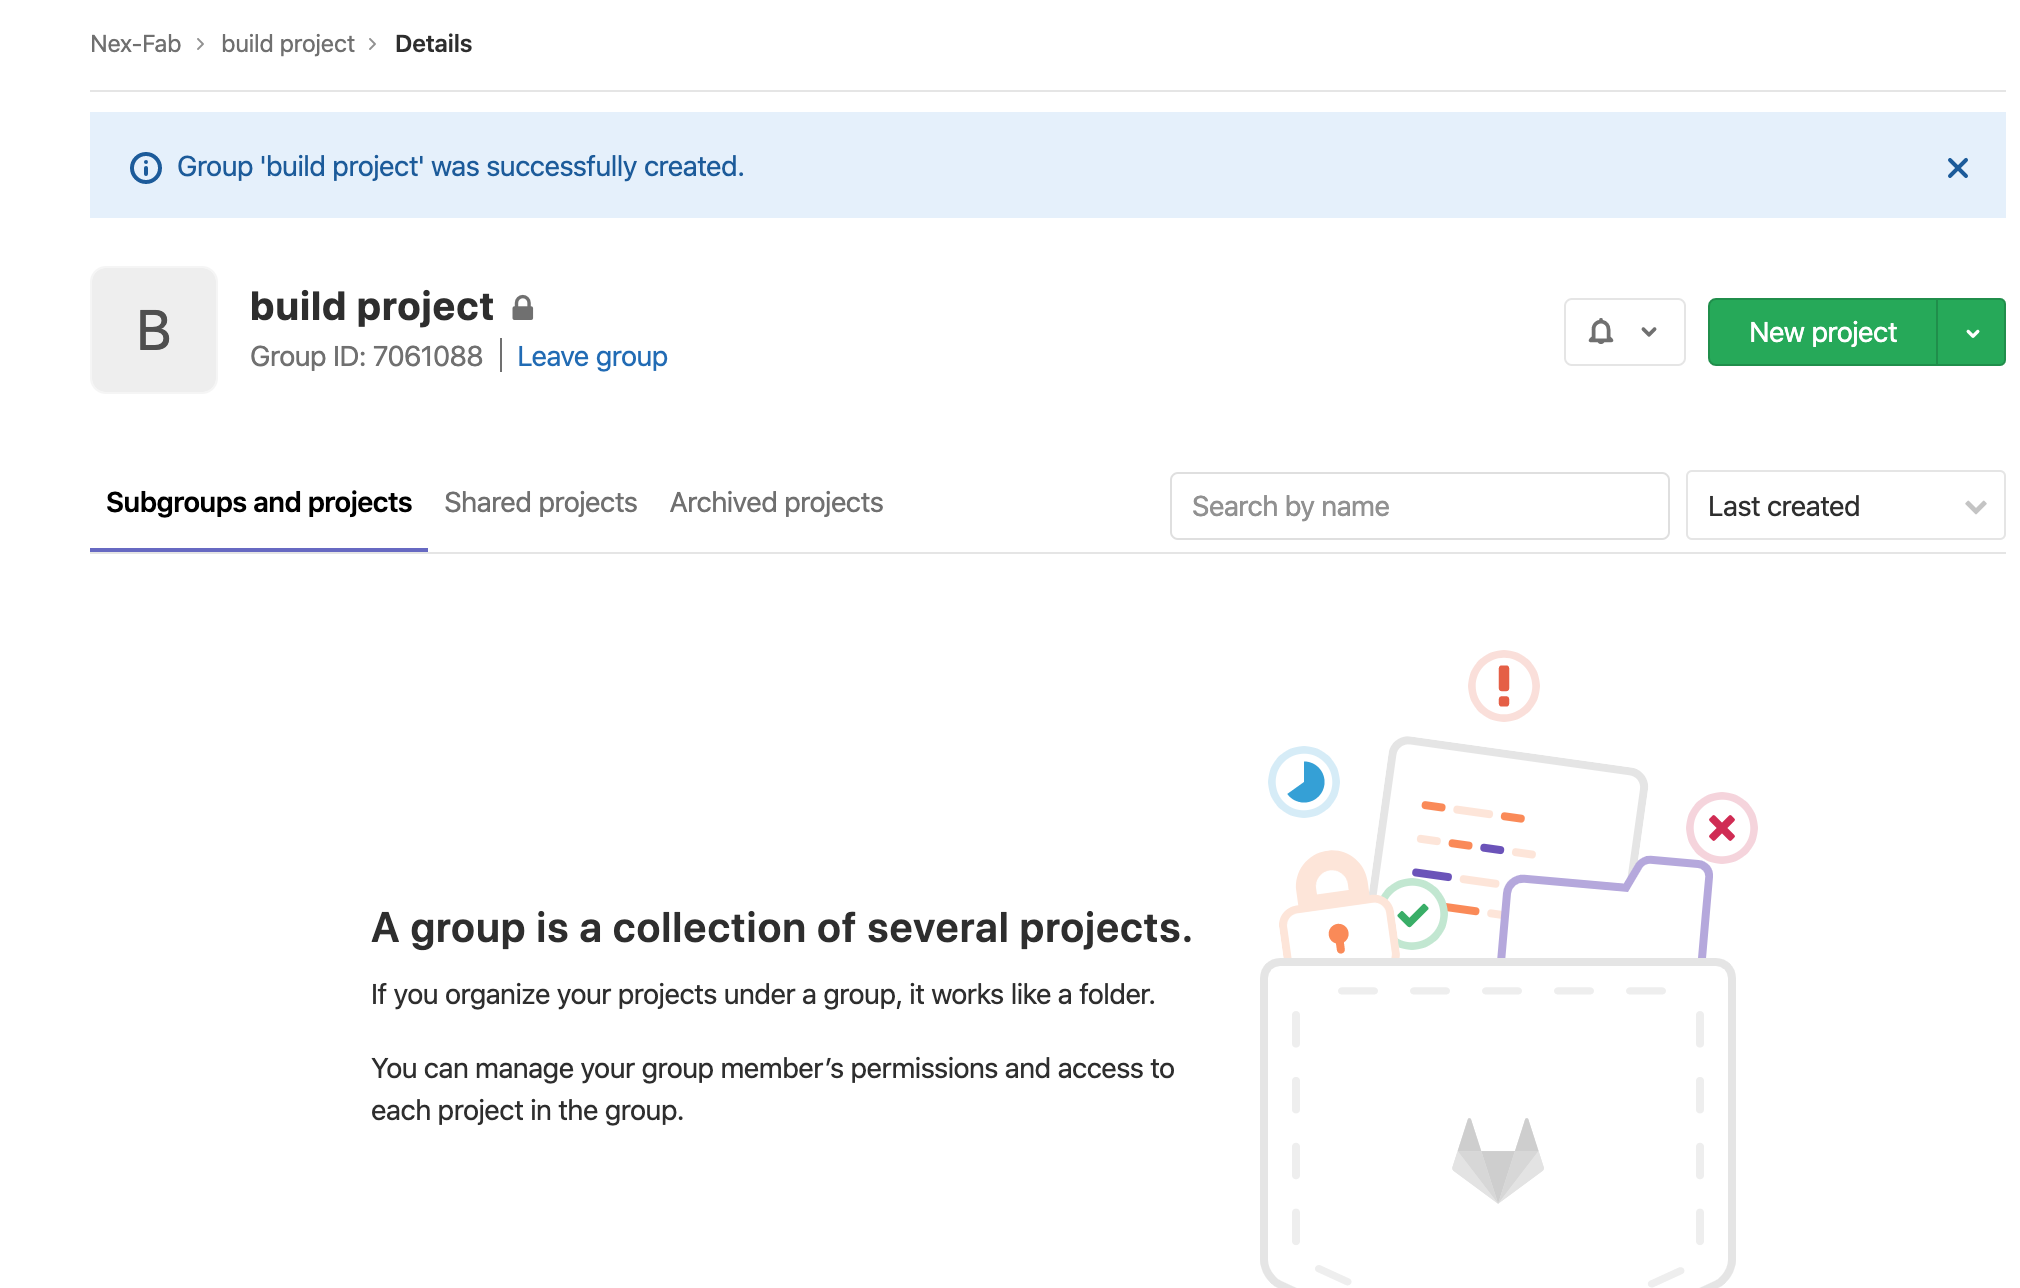 Nex-Fab > build project > Details
Group 'build project' was successfully created.
B
build project
Group ID: 7061088 | Leave group
New project
Subgroups and projects Shared projects Archived projects
Search by name
Last created
A group is a collection of several projects.
If you organize your projects under a group, it works like a folder.
You can manage your group member’s permissions and access to
each project in the group.